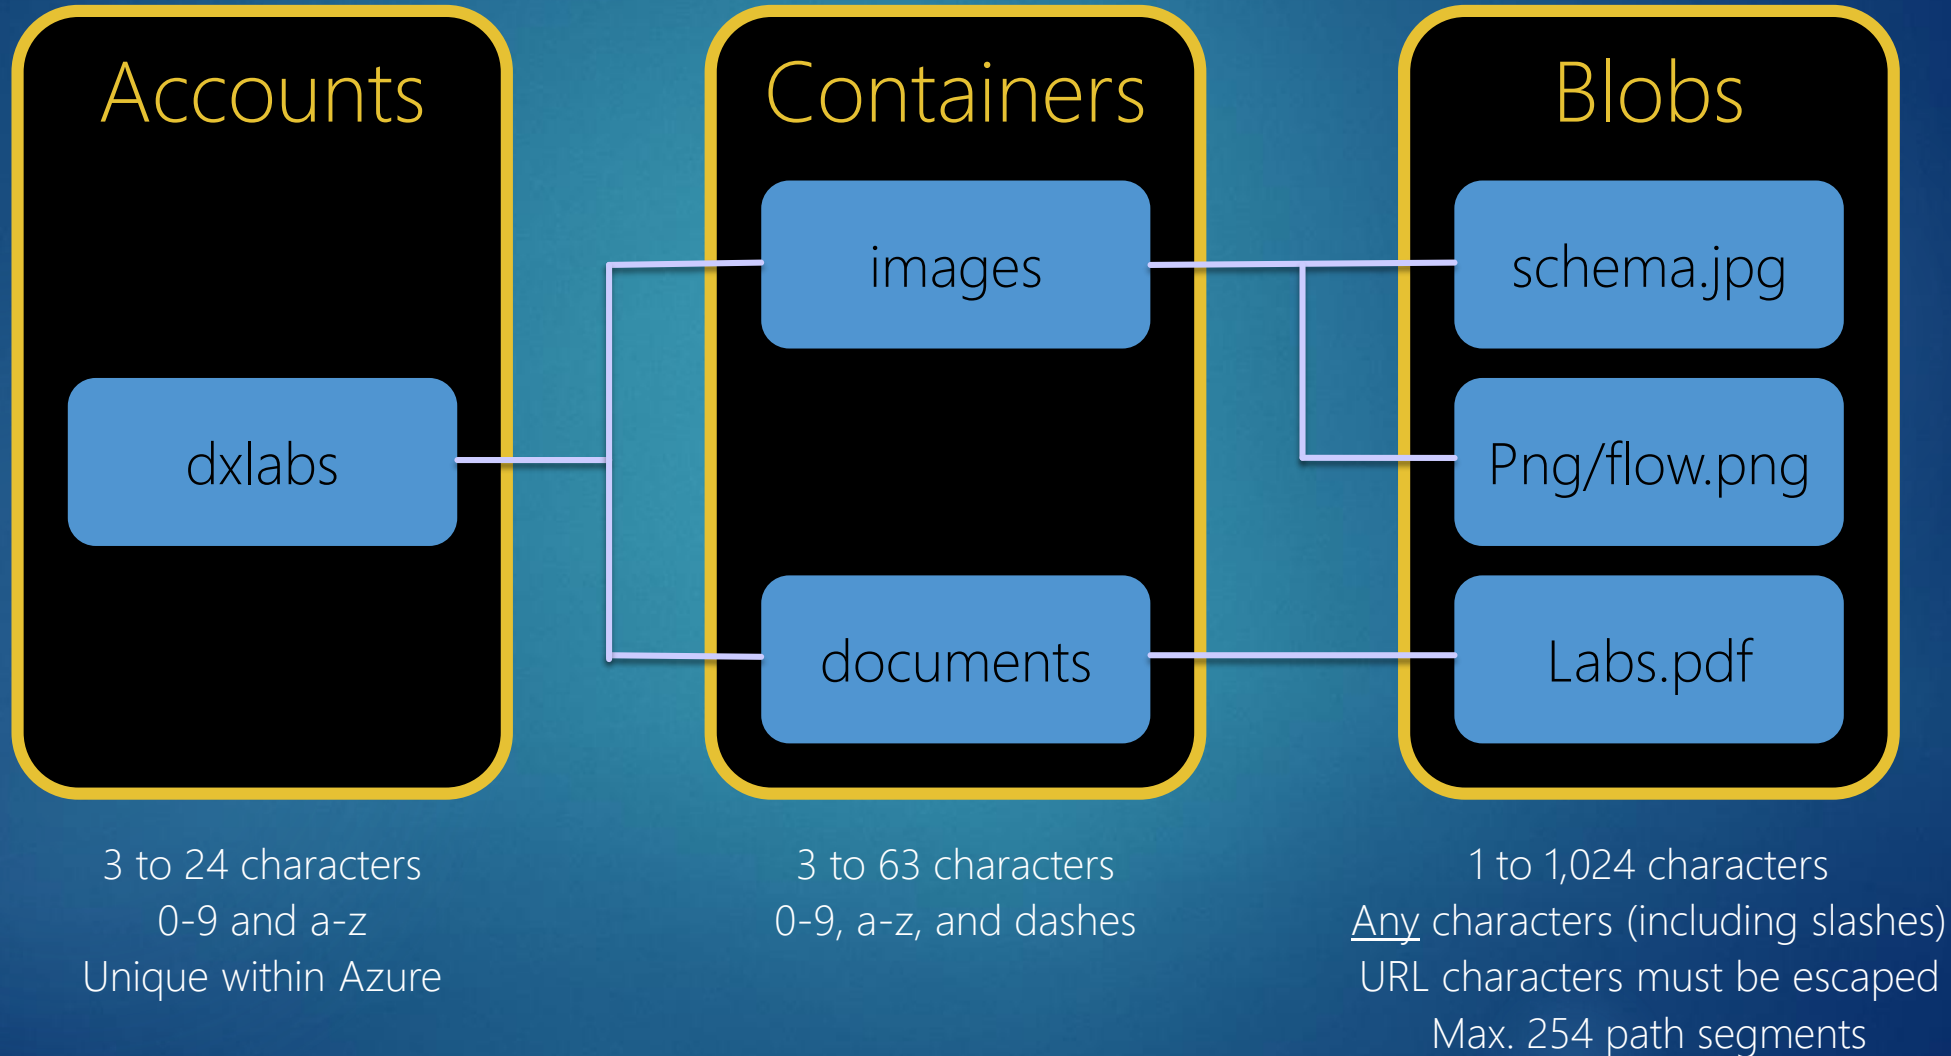 Accounts
dxlabs
3 to 24 characters
0-9 and a-z
Unique within Azure
Containers
images
documents
3 to 63 characters
0-9, a-z, and dashes
Blobs
schema.jpg
Png/flow.png
Labs.pdf
1 to 1,024 characters
Any characters (including slashes)
URL characters must be escaped
Max. 254 path segments